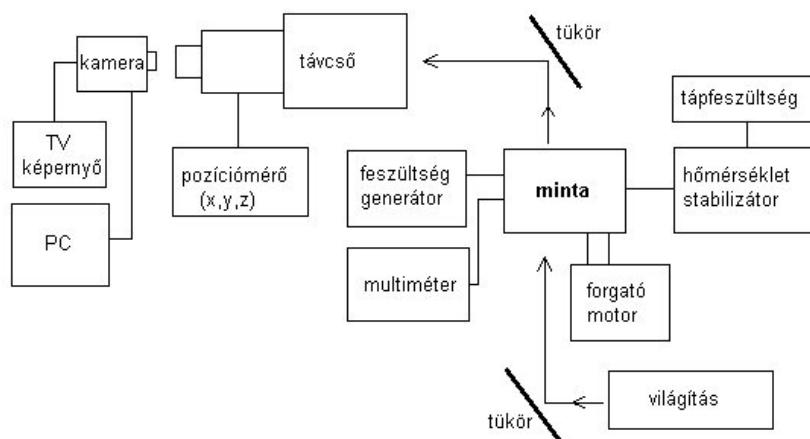 tükör
kamera
távcső
tápfeszültség
TV
képernyő
pozíciómérő
(x,y,z)
feszültség
generátor
minta
hőmérséklet
stabilizátor
PC
multiméter
forgató
motor
világítás
tükör